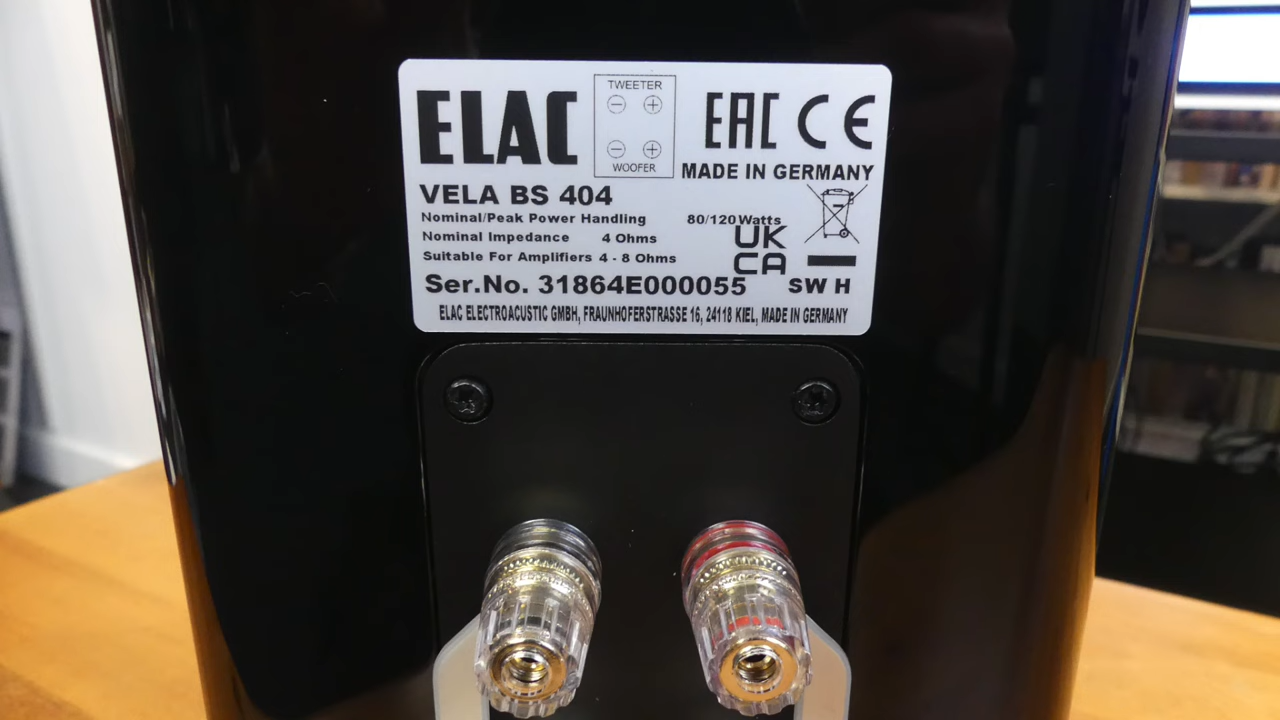 ELAC
TWEETER
WOOFER
EAC CE
MADE IN GERMANY
VELA BS 404
Nominal/Peak Power Handling 80/120 Watts
Nominal Impedance 4 Ohms
UK
CA
Suitable For Amplifiers 4 - 8 Ohms
Ser.No. 31864E000055 SW H
ELAC ELECTROACUSTIC GMBH, FRAUNHOFERSTRASSE 16, 24118 KIEL, MADE IN GERMANY